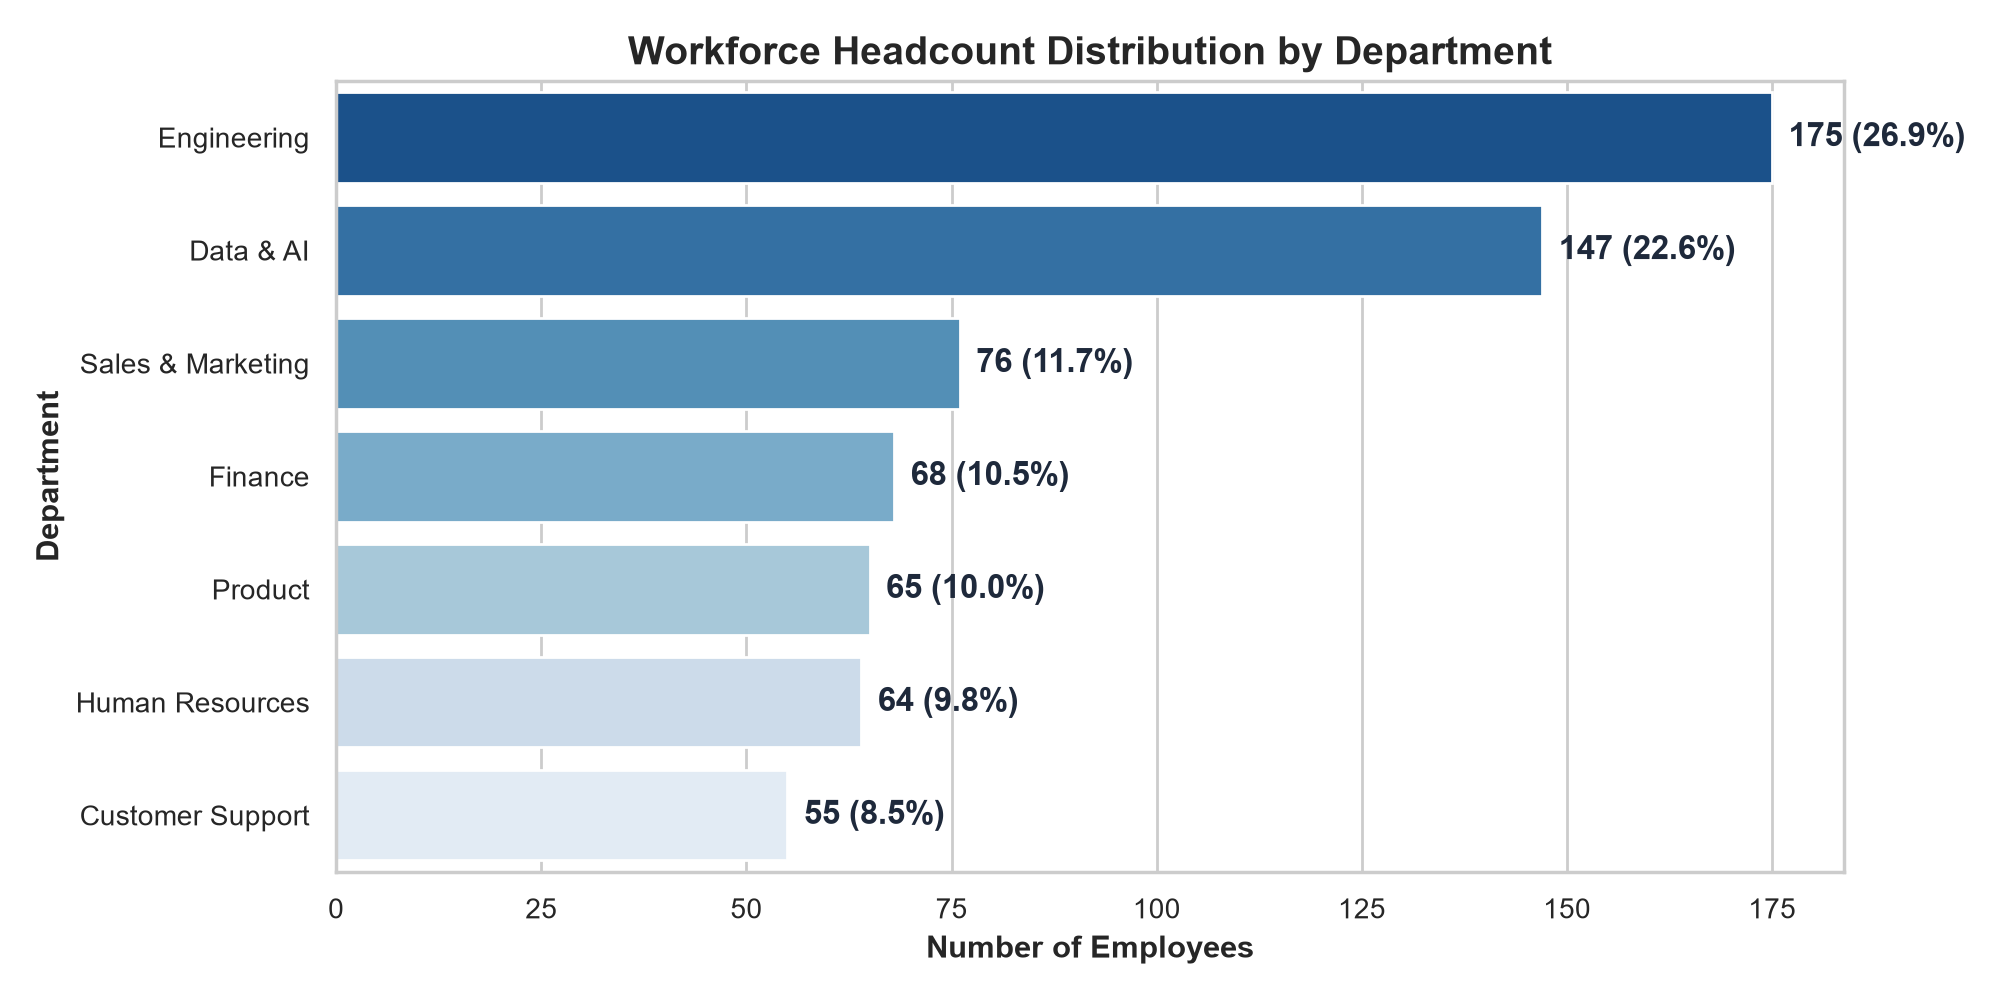 Workforce Headcount Distribution by Department
Department
Engineering 175 (26.9%)
Data & AI 147 (22.6%)
Sales & Marketing 76 (11.7%)
Finance 68 (10.5%)
Product 65 (10.0%)
Human Resources 64 (9.8%)
Customer Support 55 (8.5%)
0 25 50 75 100 125 150 175
Number of Employees